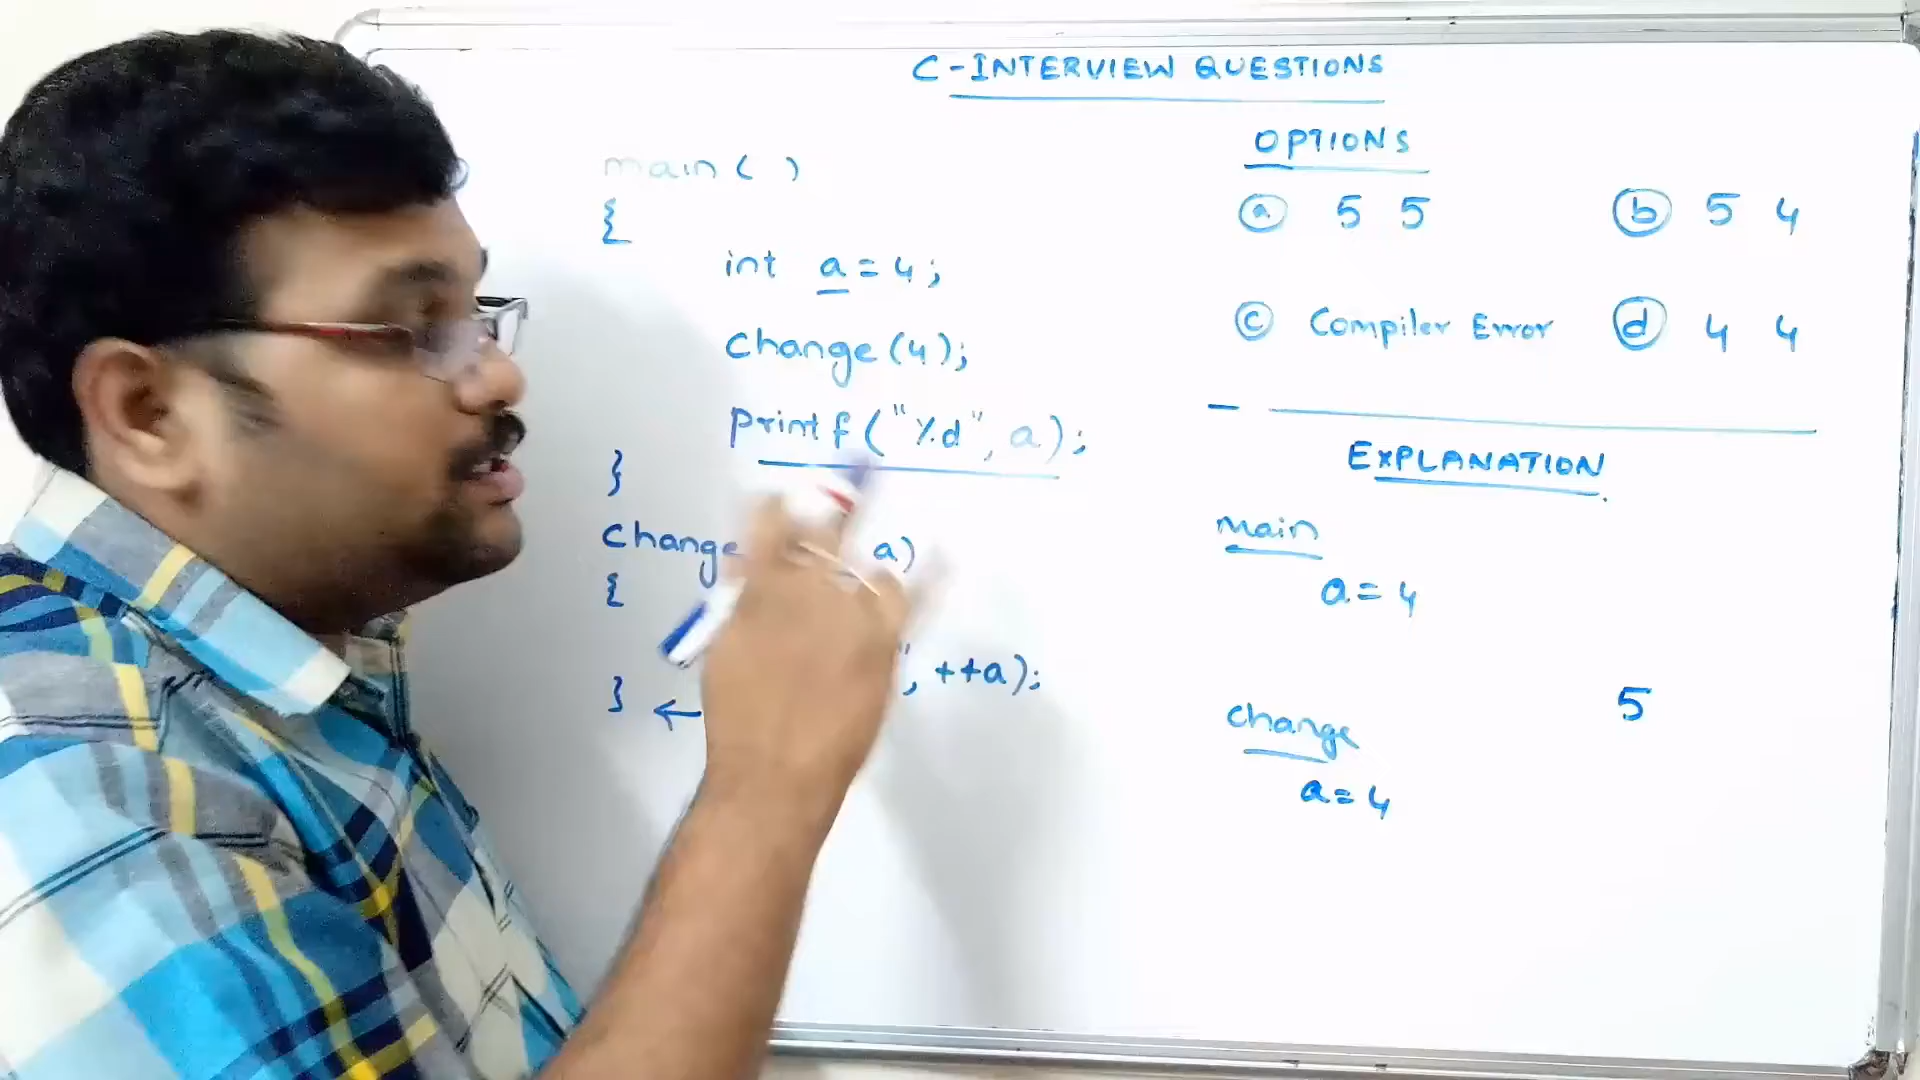 C-INTERVIEW QUESTIONS
main ( )
{
int a = 4;
change (4);
printf ("%d", a);
}
change a)
{
", ++a);
} ←
OPTIONS
(a) 5 5
(b) 5 4
(c) Compiler Error
(d) 4 4
EXPLANATION
main
a = 4
5
change
a = 4